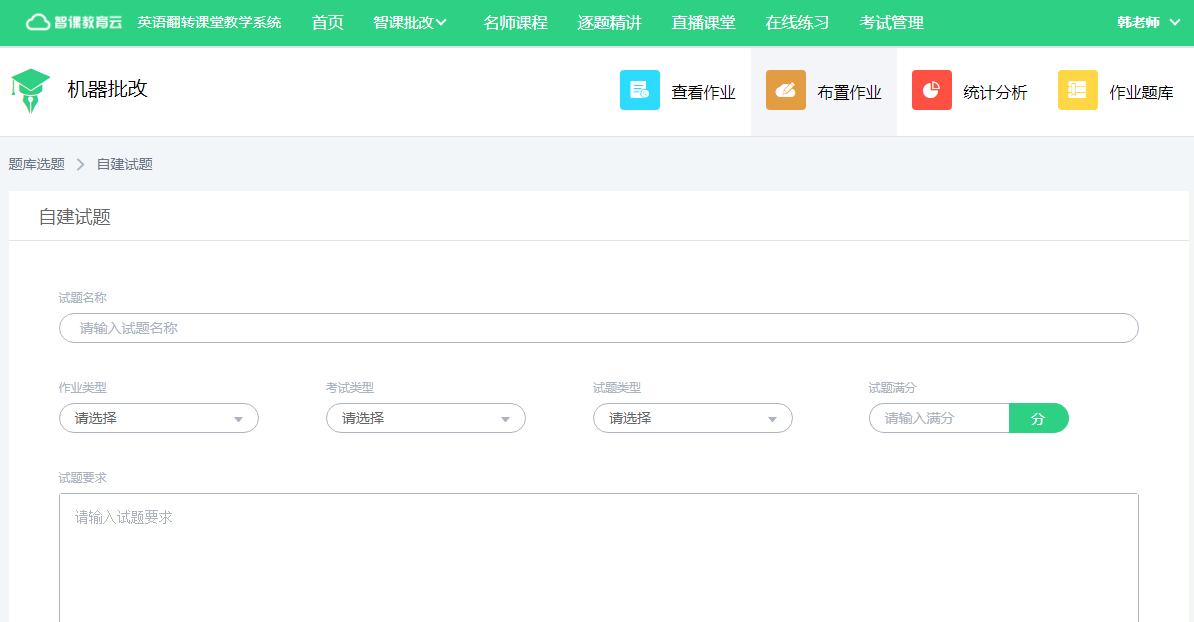 智课教育云 英语翻转课堂教学系统 首页 智课批改 名师课程 逐题精讲 直播课堂 在线练习 考试管理 韩老师
机器批改 查看作业 布置作业 统计分析 作业题库
题库选题 自建试题
自建试题
试题名称
请输入试题名称
作业类型 考试类型 试题类型 试题满分
请选择 请选择 请选择 请输入满分 分
试题要求
请输入试题要求